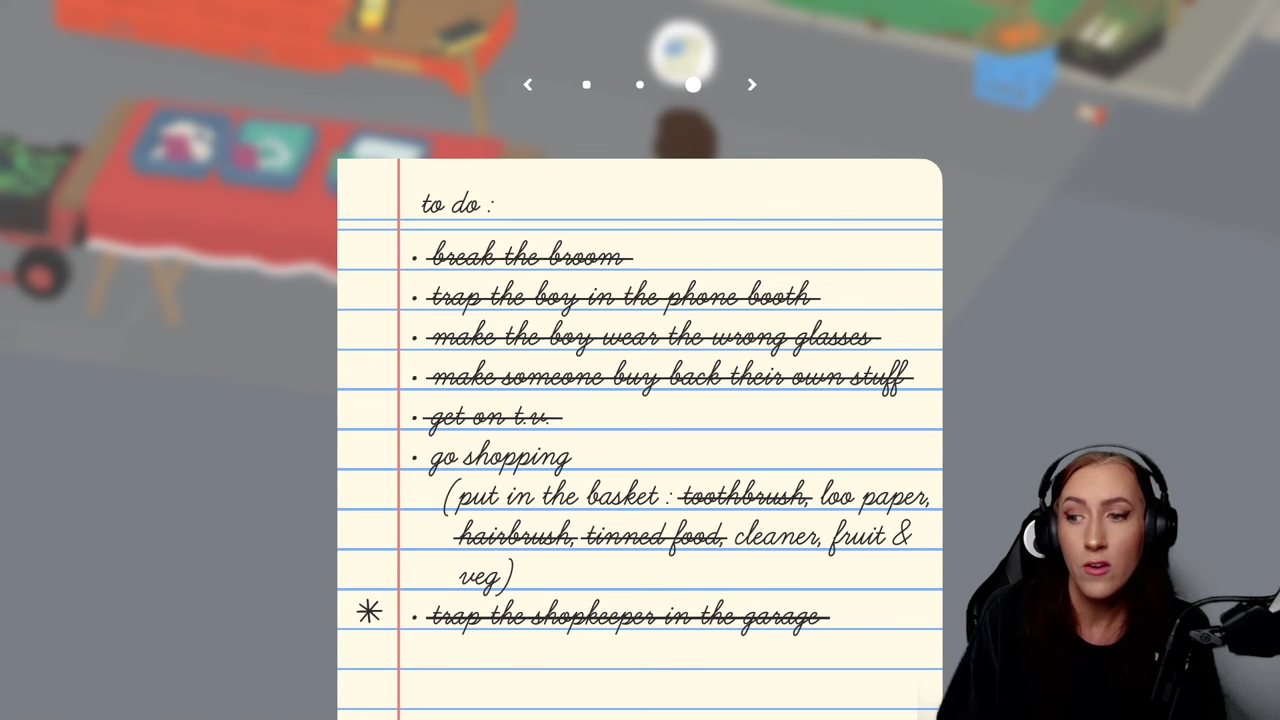 to do :
• break the broom
• trap the boy in the phone booth
• make the boy wear the wrong glasses
• make someone buy back their own stuff
• get on t.v.
• go shopping
(put in the basket : toothbrush, loo paper,
hairbrush, tinned food, cleaner, fruit &
veg)
• trap the shopkeeper in the garage